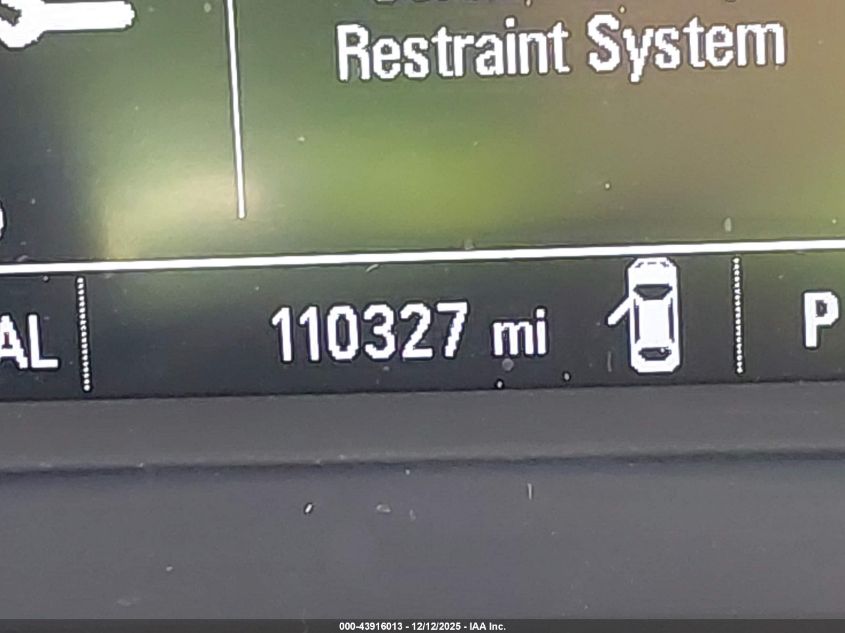 Restraint System
AL
110327 mi
P
000-43916013 - 12/12/2025 - IAA Inc.